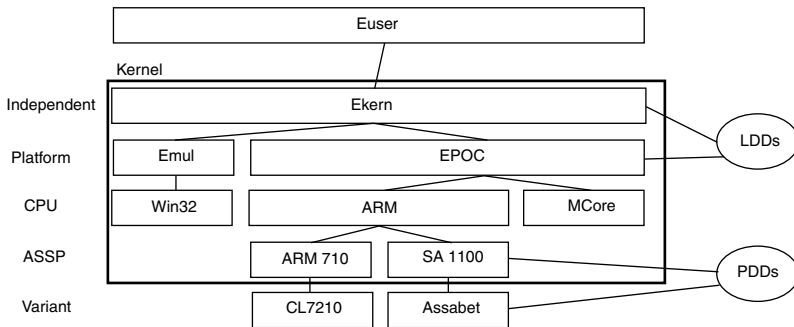 Euser
Kernel
Independent
Ekern
LDDs
Platform
Emul
EPOC
CPU
Win32
ARM
MCore
ASSP
ARM 710
SA 1100
PDDs
Variant
CL7210
Assabet